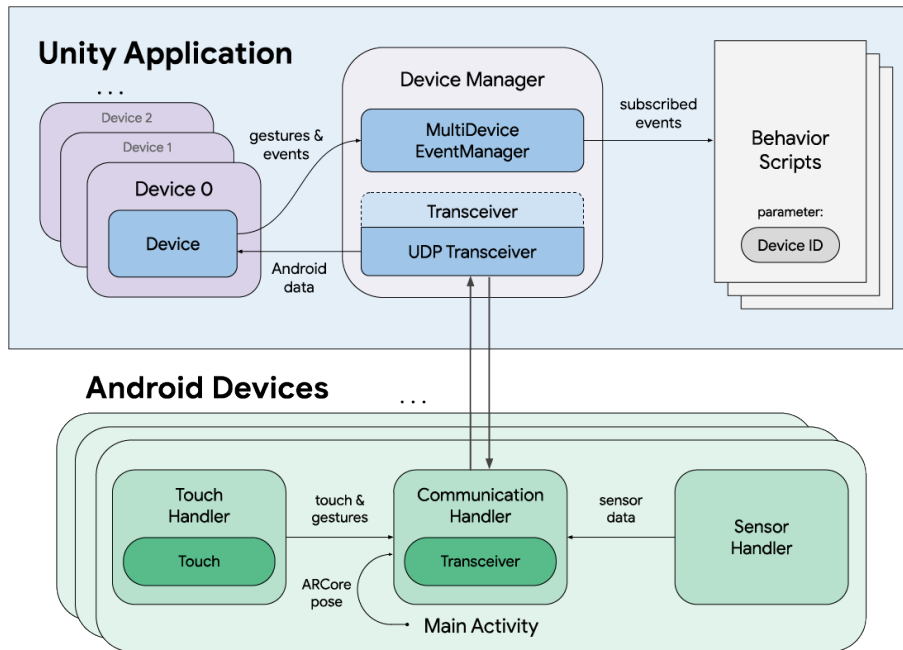 Unity Application
...
Device 2
Device 1
Device 0
Device
gestures &
events
Android
data
Device Manager
MultiDevice
EventManager
Transceiver
UDP Transceiver
subscribed
events
Behavior
Scripts
parameter:
Device ID
Android Devices
...
Touch
Handler
Touch
touch &
gestures
ARCore
pose
Communication
Handler
Transceiver
Main Activity
sensor
data
Sensor
Handler